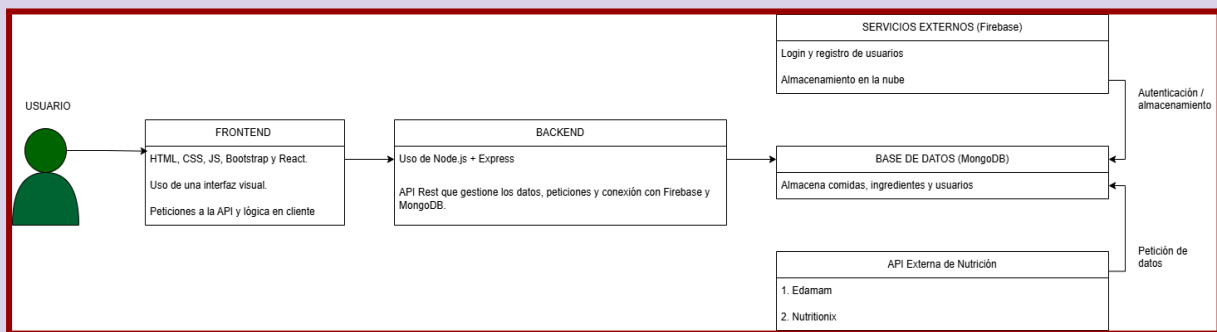 USUARIO
FRONTEND
HTML, CSS, JS, Bootstrap y React.
Uso de una interfaz visual.
Peticiones a la API y lógica en cliente
BACKEND
Uso de Node.js + Express
API Rest que gestione los datos, peticiones y conexión con Firebase y
MongoDB.
SERVICIOS EXTERNOS (Firebase)
Login y registro de usuarios
Almacenamiento en la nube
Autenticación /
almacenamiento
BASE DE DATOS (MongoDB)
Almacena comidas, ingredientes y usuarios
Petición de
datos
API Externa de Nutrición
1. Edamam
2. Nutritionix